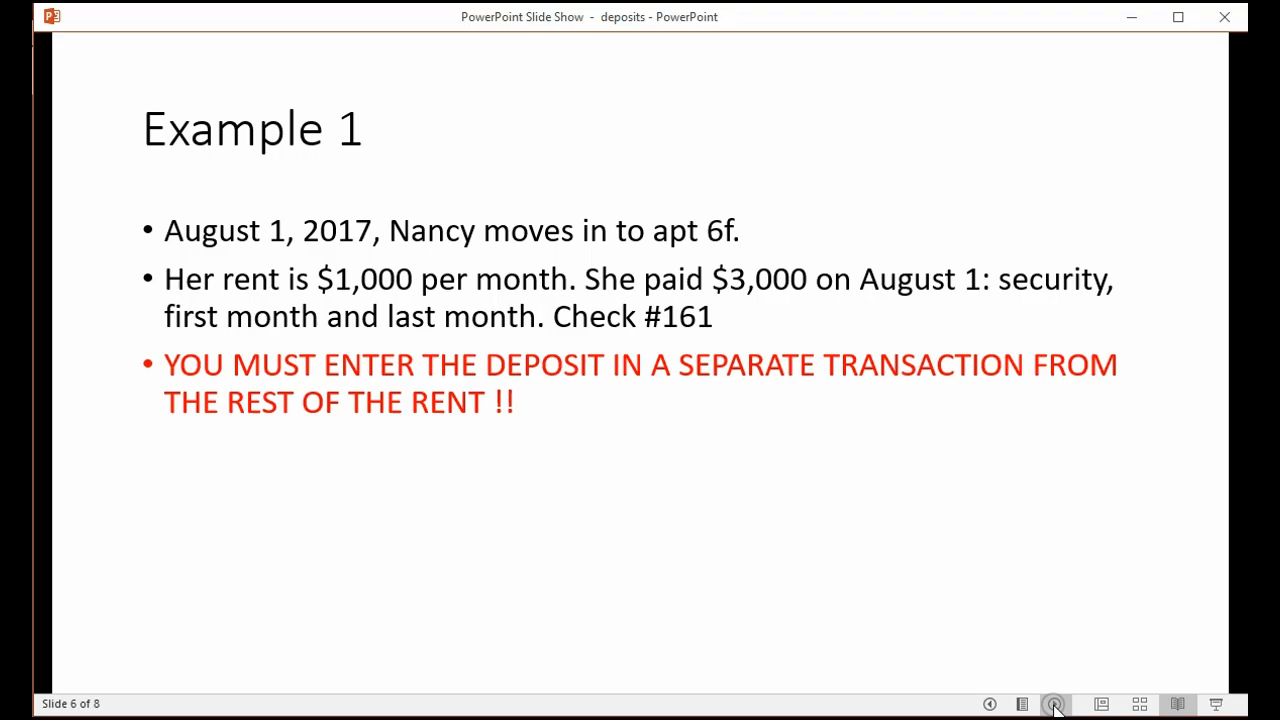 PowerPoint Slide Show - deposits - PowerPoint
Example 1
• August 1, 2017, Nancy moves in to apt 6f.
• Her rent is $1,000 per month. She paid $3,000 on August 1: security,
first month and last month. Check #161
• YOU MUST ENTER THE DEPOSIT IN A SEPARATE TRANSACTION FROM
THE REST OF THE RENT !!
Slide 6 of 8